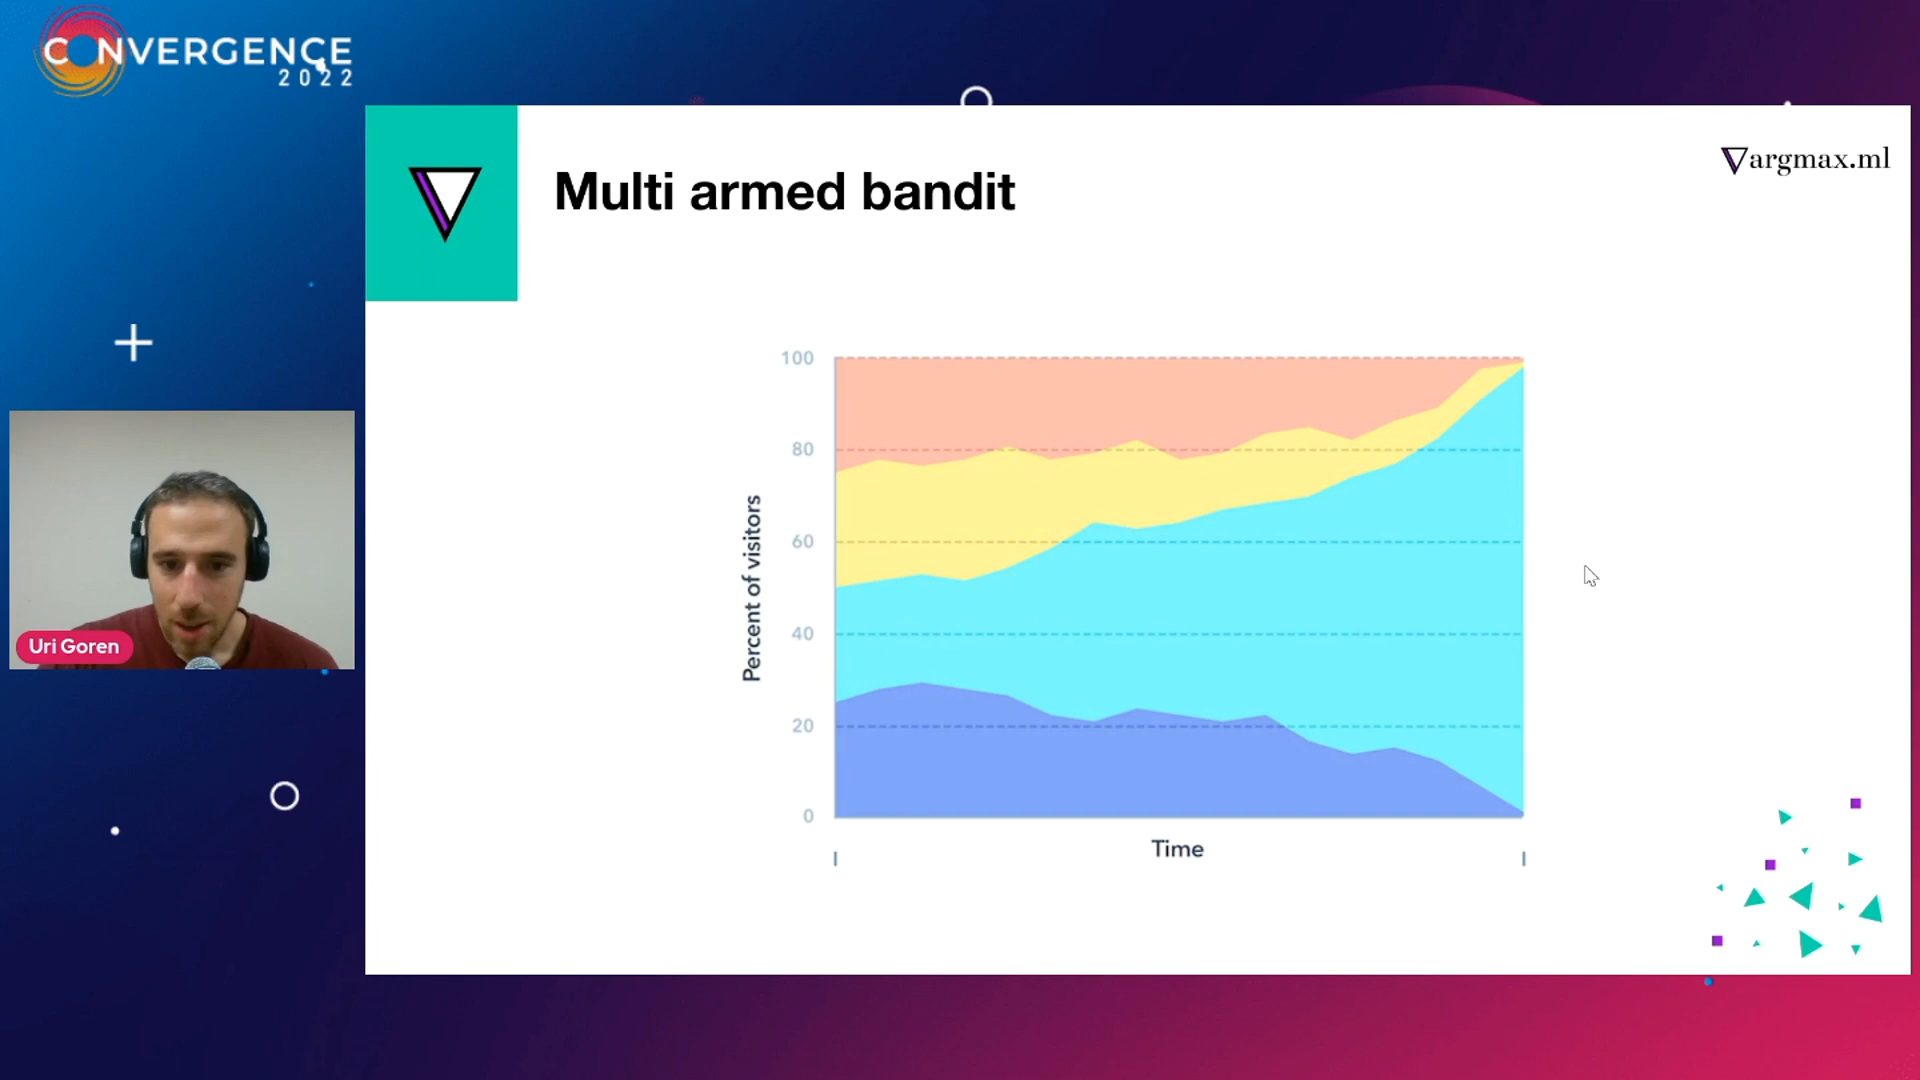 CONVERGENCE
2022
Multi armed bandit
argmax.ml
100
80
60
40
20
0
Percent of visitors
Time
Uri Goren